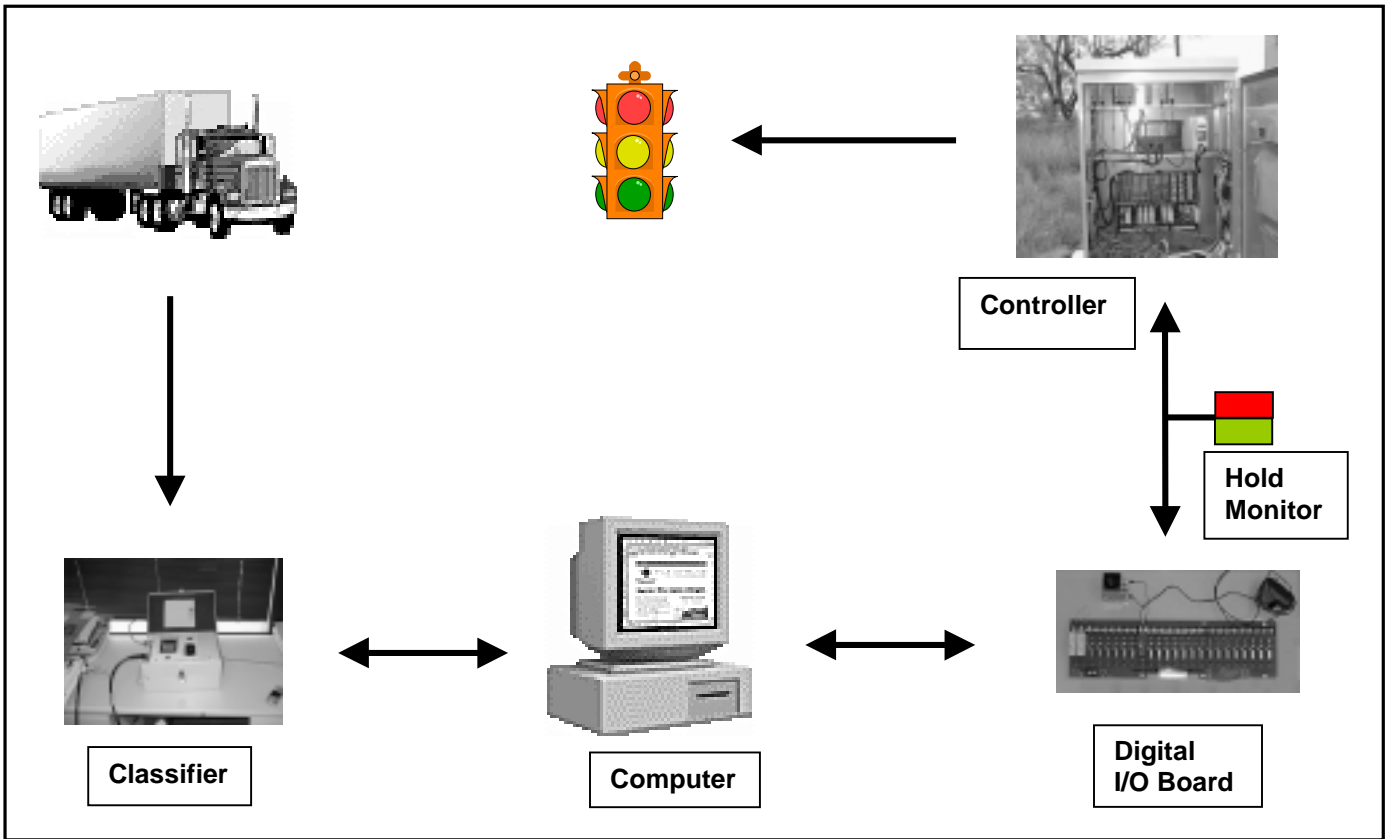 Controller
Hold
Monitor
Classifier
Computer
Digital
I/O Board